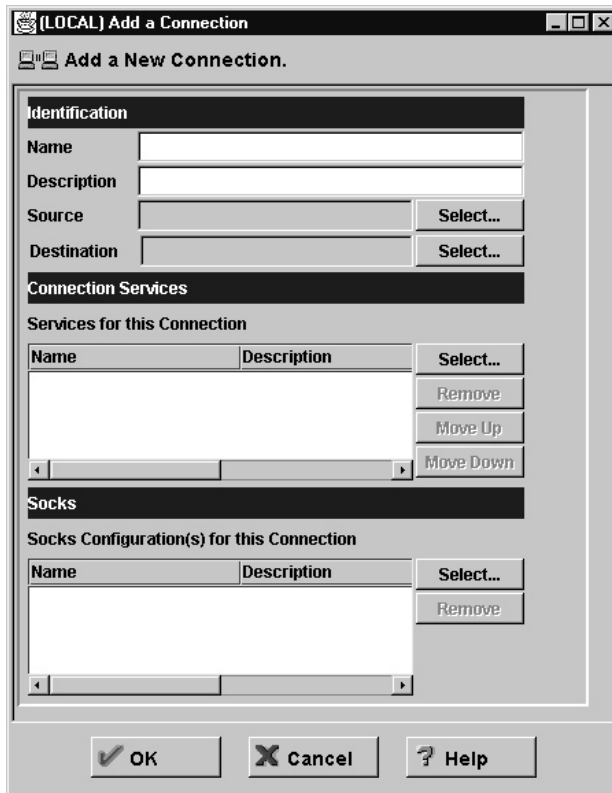 (LOCAL) Add a Connection
Add a New Connection.
Identification
Name
Description
Source Select...
Destination Select...
Connection Services
Services for this Connection
Name Description Select...
Remove
Move Up
Move Down
Socks
Socks Configuration(s) for this Connection
Name Description Select...
Remove
OK Cancel Help